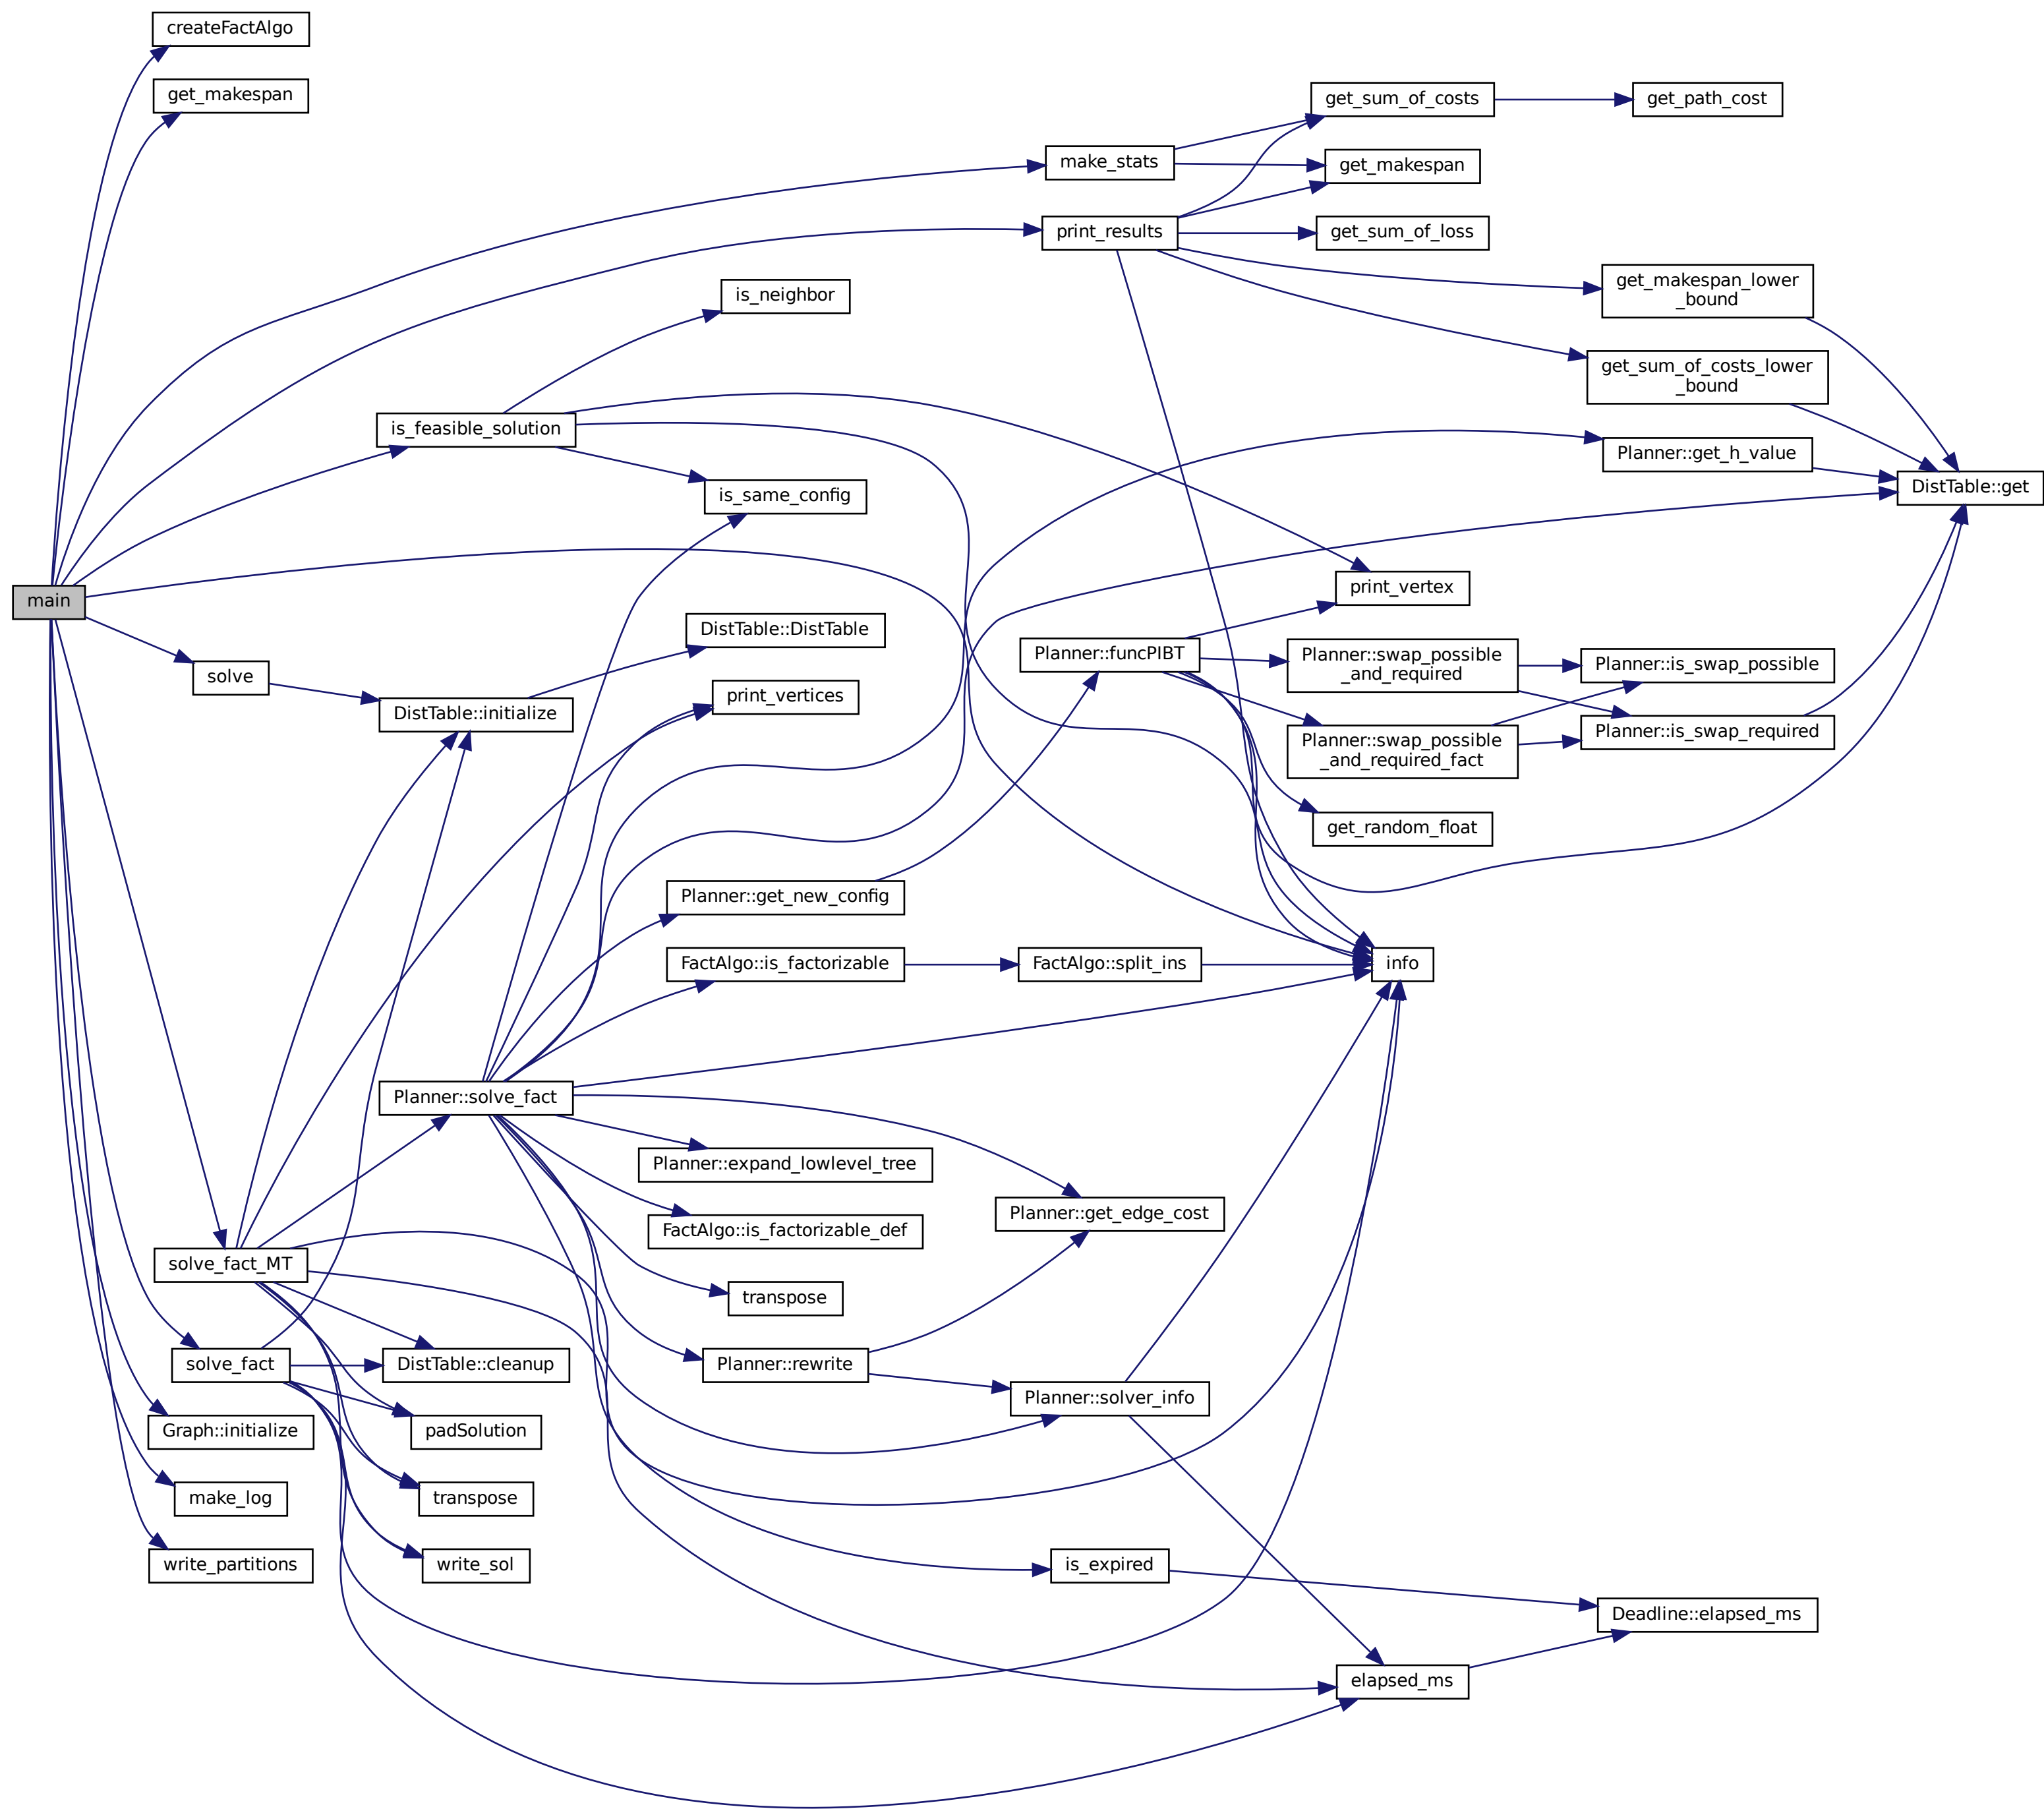 createFactAlgo
get_makespan
get_sum_of_costs
get_path_cost
make_stats
get_makespan
print_results
get_sum_of_loss
is_neighbor
get_makespan_lower
_bound
get_sum_of_costs_lower
_bound
is_feasible_solution
Planner::get_h_value
is_same_config
DistTable::get
main
print_vertex
DistTable::DistTable
Planner::funcPIBT
Planner::swap_possible
_and_required
Planner::is_swap_possible
solve
DistTable::initialize
print_vertices
Planner::swap_possible
_and_required_fact
Planner::is_swap_required
get_random_float
Planner::get_new_config
FactAlgo::is_factorizable
FactAlgo::split_ins
info
Planner::solve_fact
Planner::expand_lowlevel_tree
Planner::get_edge_cost
FactAlgo::is_factorizable_def
solve_fact_MT
transpose
solve_fact
DistTable::cleanup
Planner::rewrite
Planner::solver_info
Graph::initialize
padSolution
make_log
transpose
write_partitions
write_sol
is_expired
Deadline::elapsed_ms
elapsed_ms